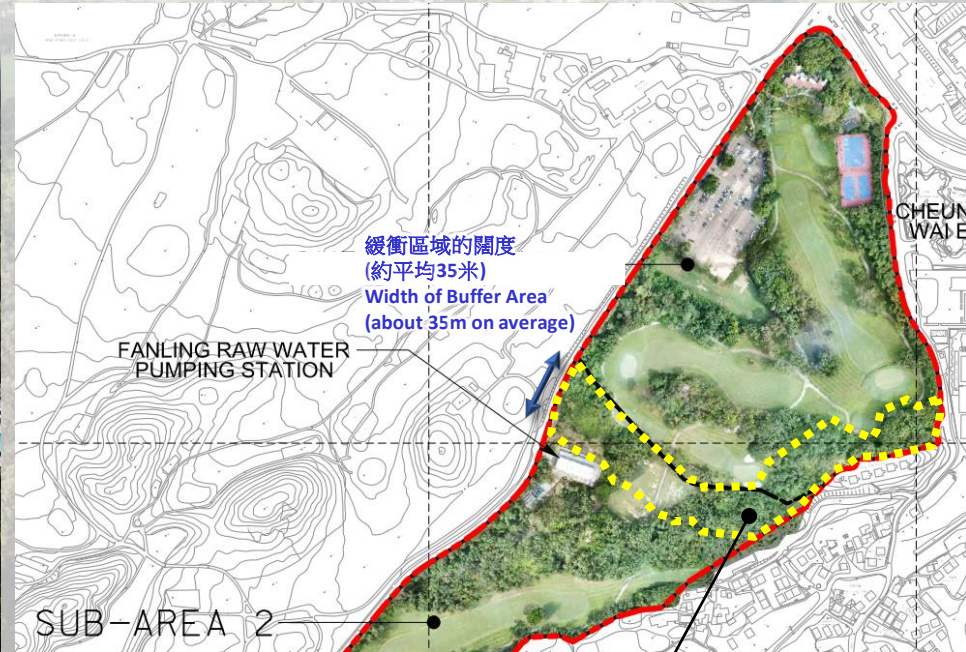 緩衝區域的闊度
(約平均35米)
Width of Buffer Area
(about 35m on average)
CHEUN
WAI E
FANLING RAW WATER
PUMPING STATION
SUB-AREA 2